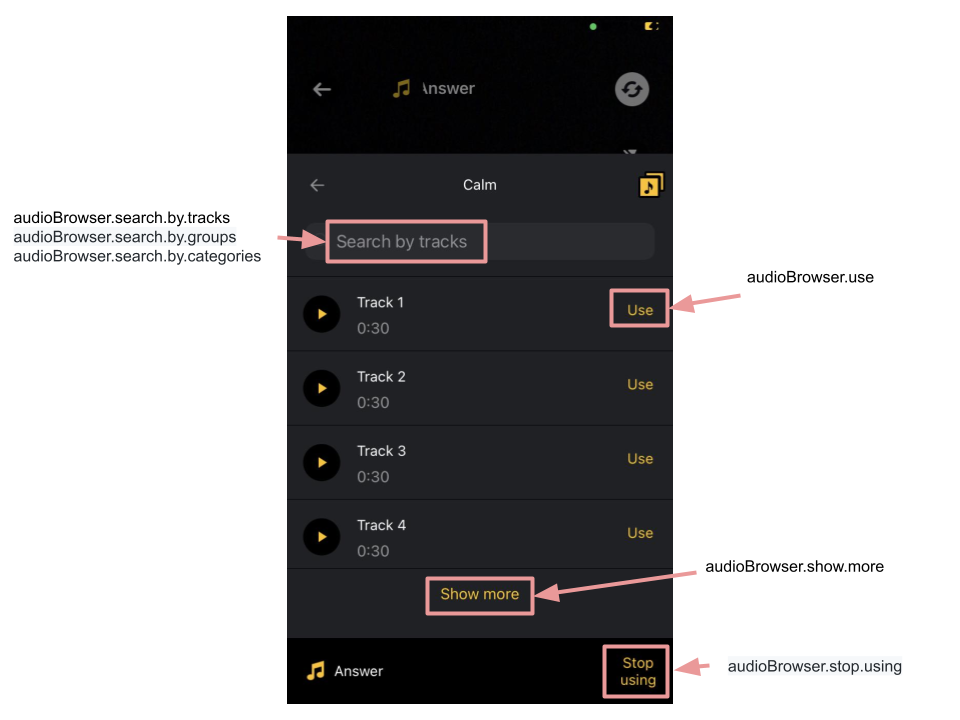 Answer
Calm
audioBrowser.search.by.tracks
audioBrowser.search.by.groups
audioBrowser.search.by.categories
Search by tracks
audioBrowser.use
Track 1
Use
0:30
Track 2
Use
0:30
Track 3
Use
0:30
Track 4
Use
0:30
audioBrowser.show.more
Show more
Answer
Stop
using
audioBrowser.stop.using